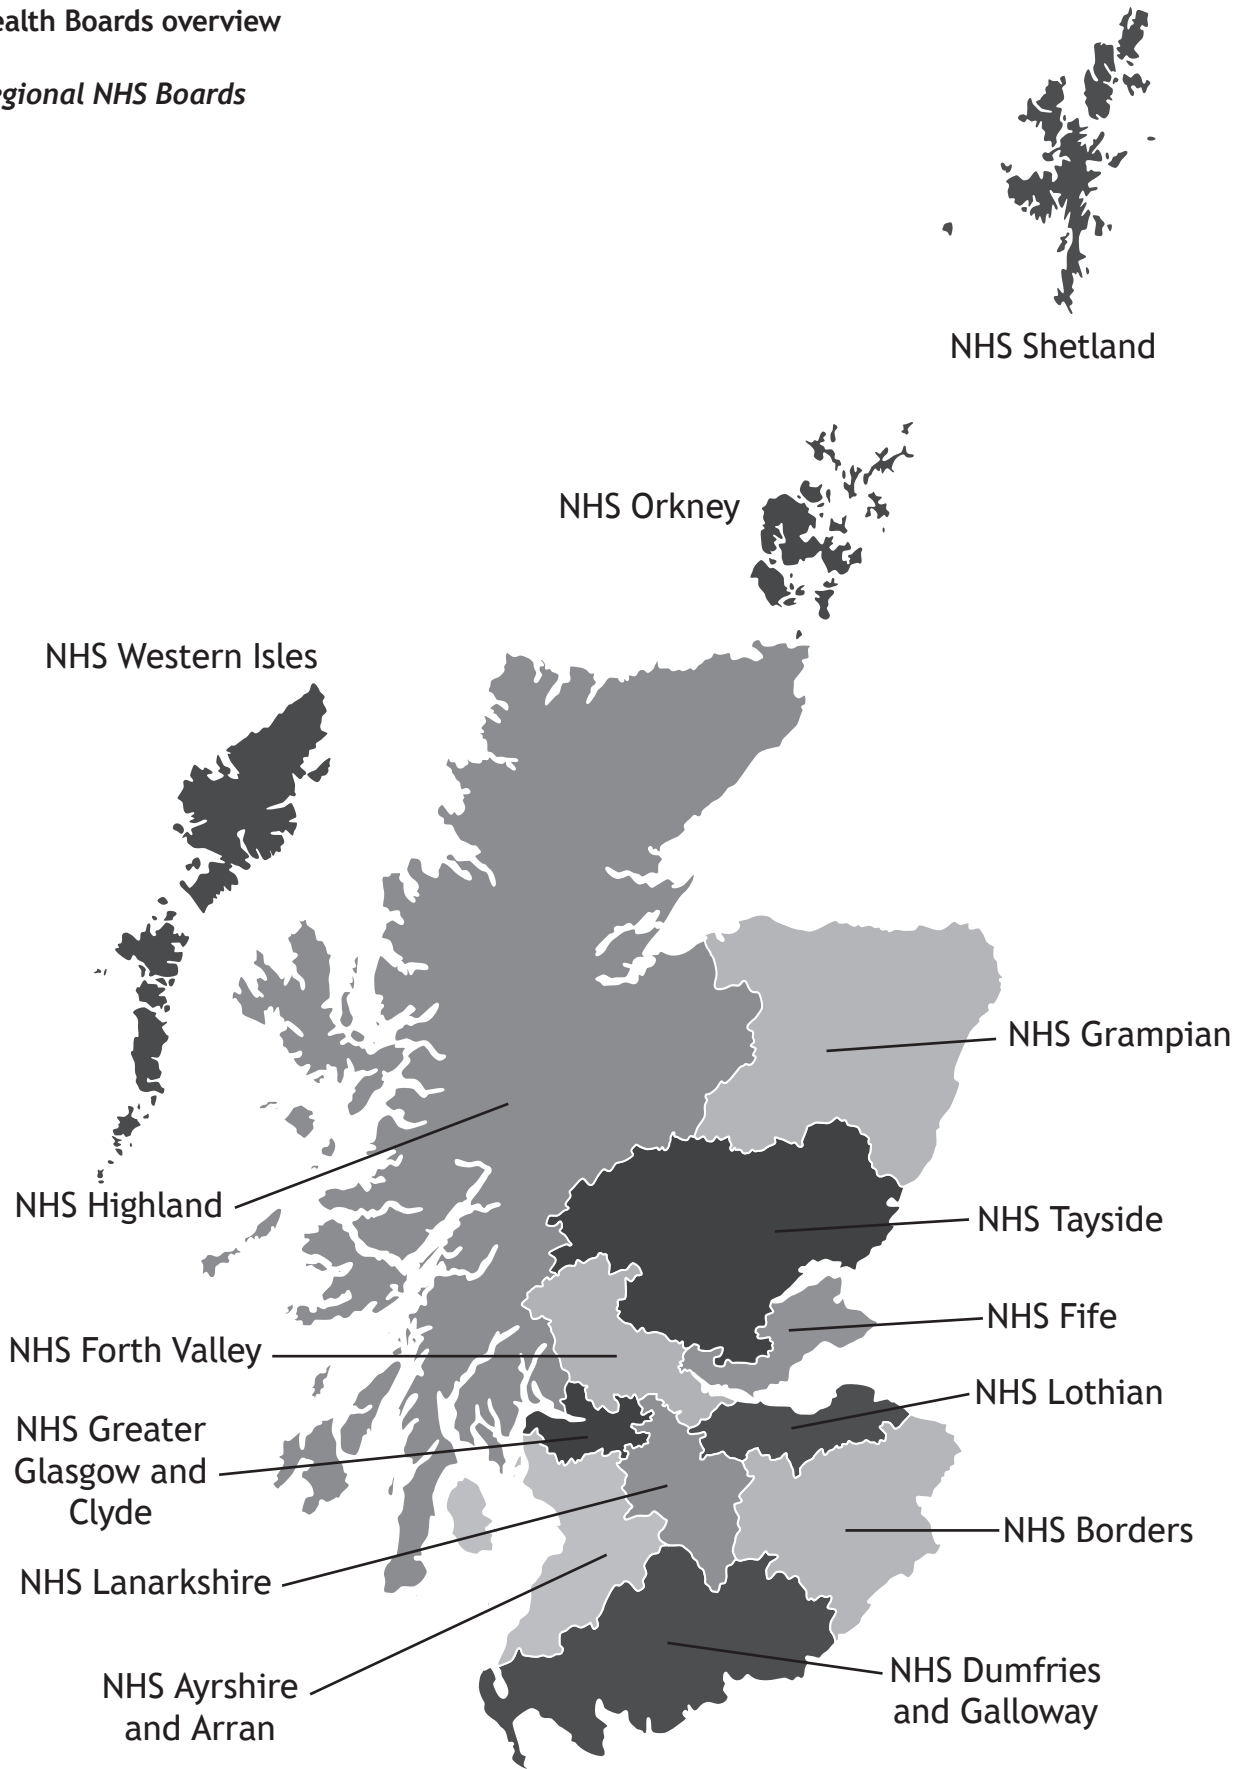 ealth Boards overview
egional NHS Boards
NHS Shetland
NHS Orkney
NHS Western Isles
NHS Grampian
NHS Highland
NHS Tayside
NHS Fife
NHS Forth Valley
NHS Lothian
NHS Greater
Glasgow and
Clyde
NHS Borders
NHS Lanarkshire
NHS Ayrshire
and Arran
NHS Dumfries
and Galloway